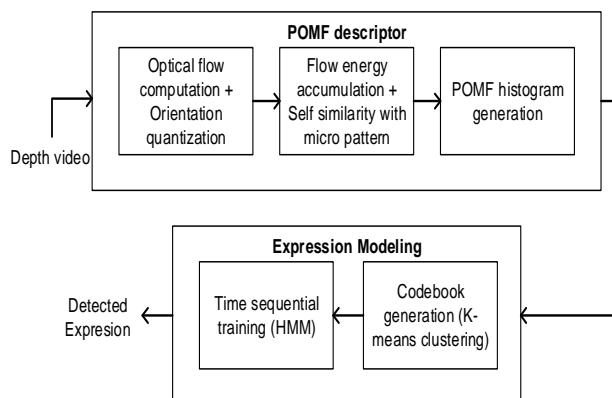 POMF descriptor
Optical flow
computation +
Orientation
quantization
Flow energy
accumulation +
Self similarity with
micro pattern
POMF histogram
generation
Depth video
Expression Modeling
Codebook
generation (K-
means clustering)
Time sequential
training (HMM)
Detected
Expresion